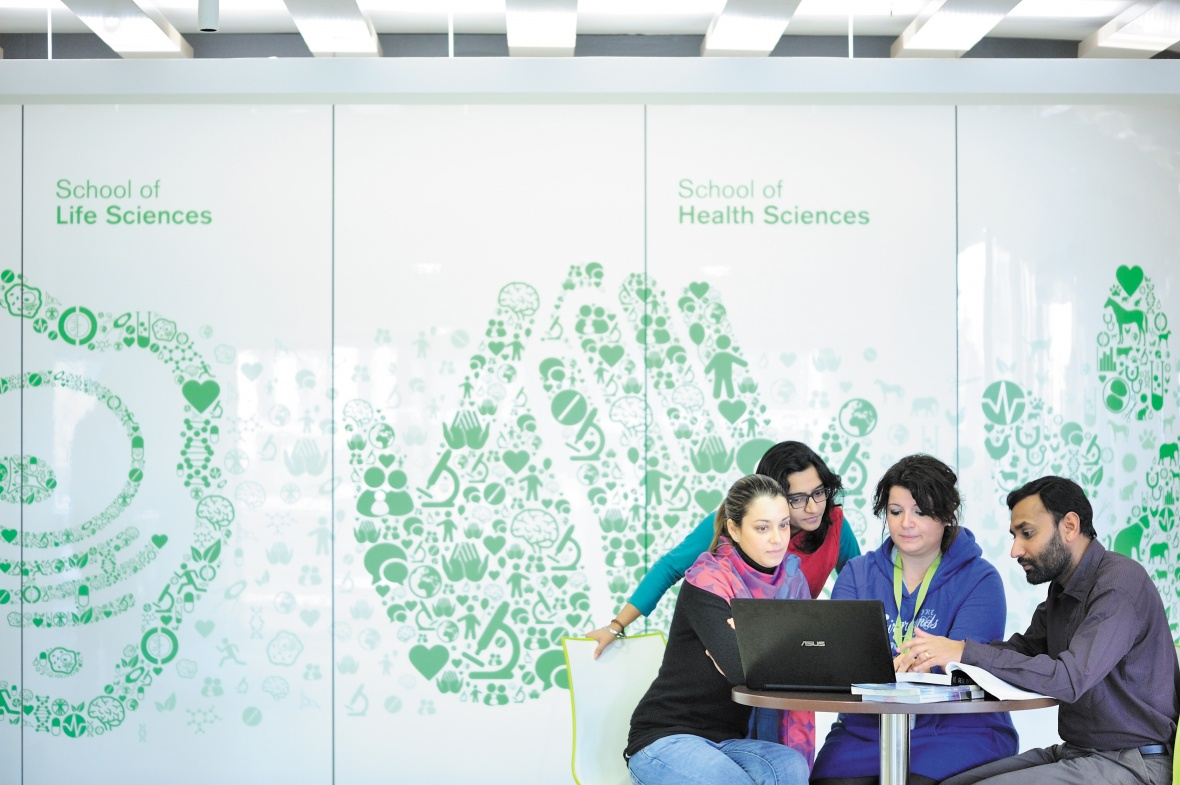 School of
Life Sciences
School of
Health Sciences
ASUS